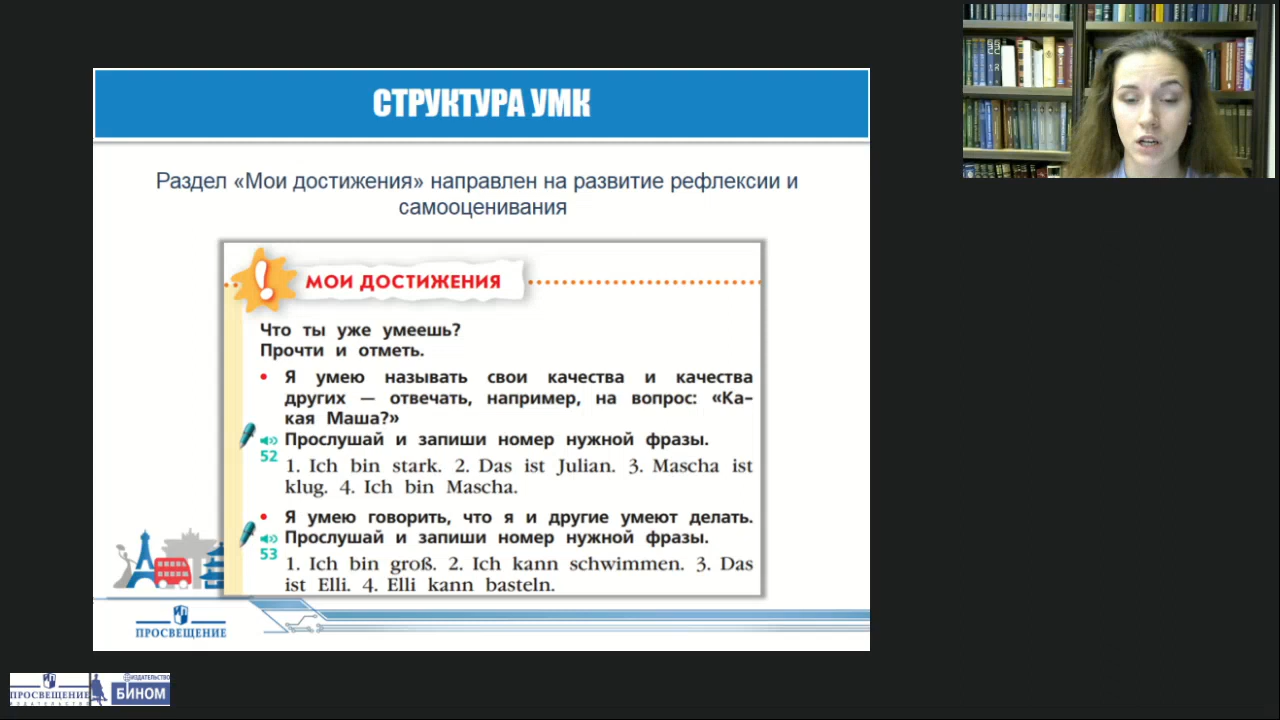 СТРУКТУРА УМК
Раздел «Мои достижения» направлен на развитие рефлексии и
самооценивания
МОИ ДОСТИЖЕНИЯ
Что ты уже умеешь?
Прочти и отметь.
• Я умею называть свои качества и качества
других — отвечать, например, на вопрос: «Ка-
кая Маша?»
Прослушай и запиши номер нужной фразы.
52
1. Ich bin stark. 2. Das ist Julian. 3. Mascha ist
klug. 4. Ich bin Mascha.
• Я умею говорить, что я и другие умеют делать.
Прослушай и запиши номер нужной фразы.
53
1. Ich bin groß. 2. Ich kann schwimmen. 3. Das
ist Elli. 4. Elli kann basteln.
ПРОСВЕЩЕНИЕ
ПРОСВЕЩЕНИЕ
ИЗДАТЕЛЬСТВО
ИЗДАТЕЛЬСТВО
БИНОМ